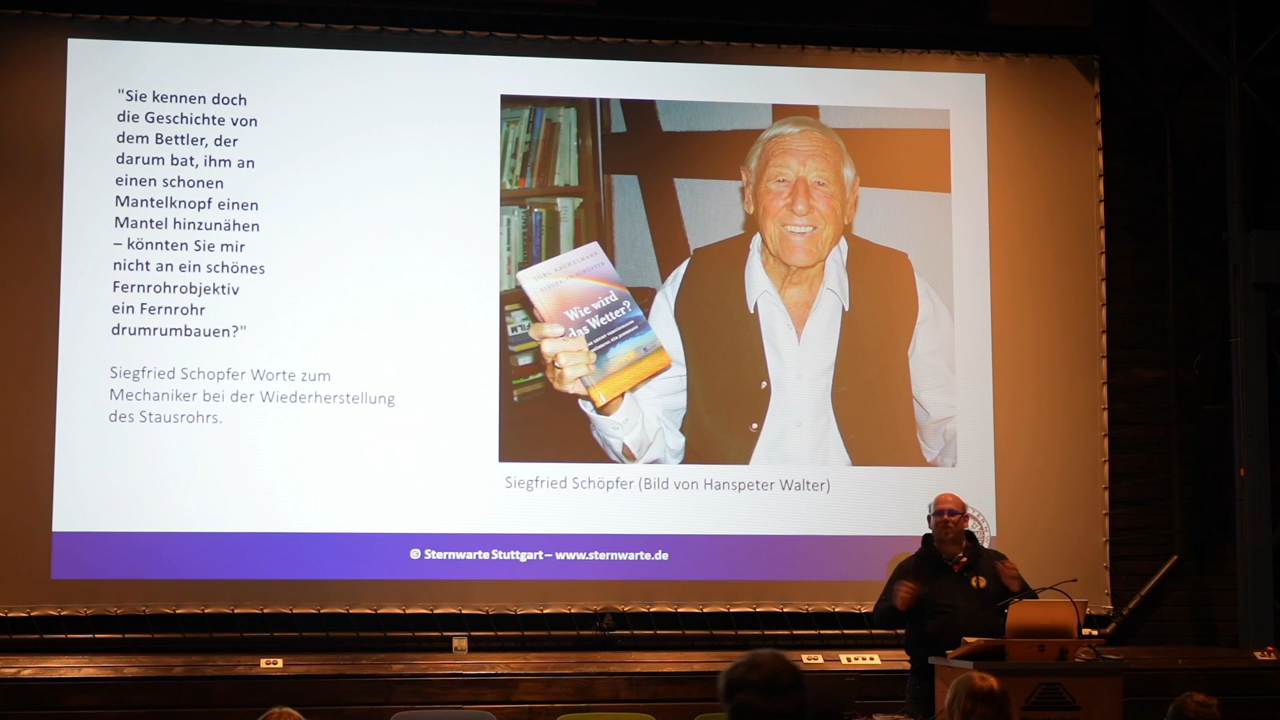 "Sie kennen doch
die Geschichte von
dem Bettler, der
darum bat, ihm an
einen schonen
Mantelknopf einen
Mantel hinzunähen
– könnten Sie mir
nicht an ein schönes
Fernrohrobjektiv
ein Fernrohr
drumrumbauen?"
Siegfried Schopfer Worte zum
Mechaniker bei der Wiederherstellung
des Stausrohrs.
Wie wird
das Wetter?
FILM
Siegfried Schöpfer (Bild von Hanspeter Walter)
© Sternwarte Stuttgart – www.sternwarte.de